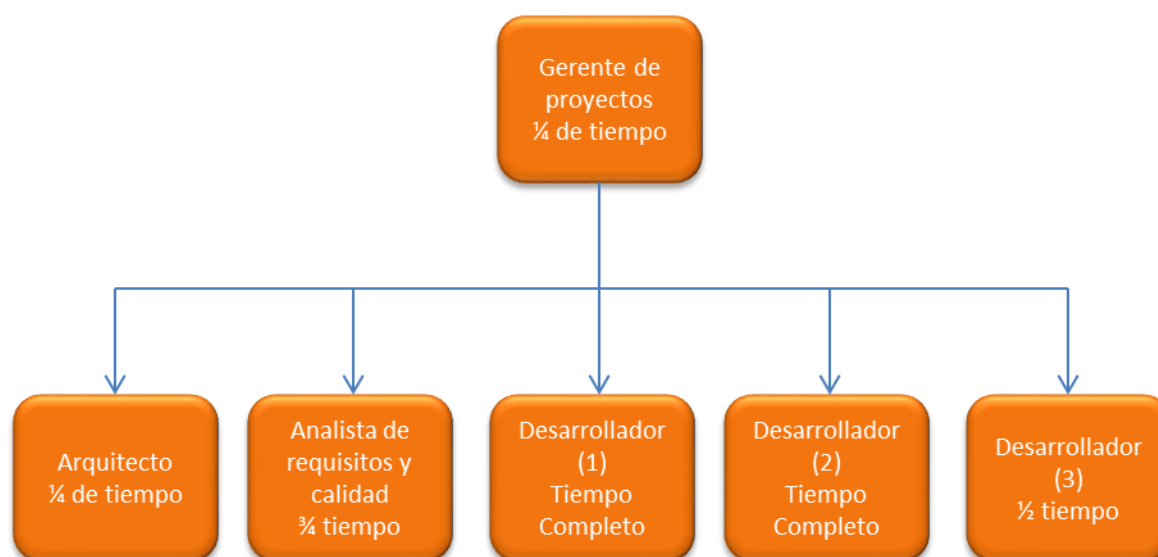 Gerente de
proyectos
¼ de tiempo
Arquitecto
¼ de tiempo
Analista de
requisitos y
calidad
¾ tiempo
Desarrollador
(1)
Tiempo
Completo
Desarrollador
(2)
Tiempo
Completo
Desarrollador
(3)
½ tiempo